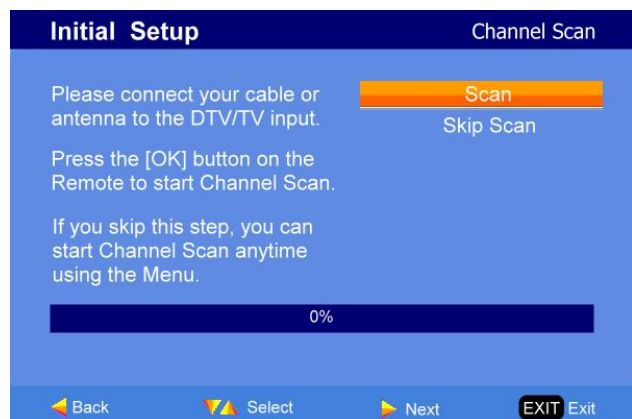 Initial Setup
Channel Scan
Please connect your cable or
antenna to the DTV/TV input.
Press the [OK] button on the
Remote to start Channel Scan.
If you skip this step, you can
start Channel Scan anytime
using the Menu.
Scan
Skip Scan
0%
Back Select Next EXIT Exit